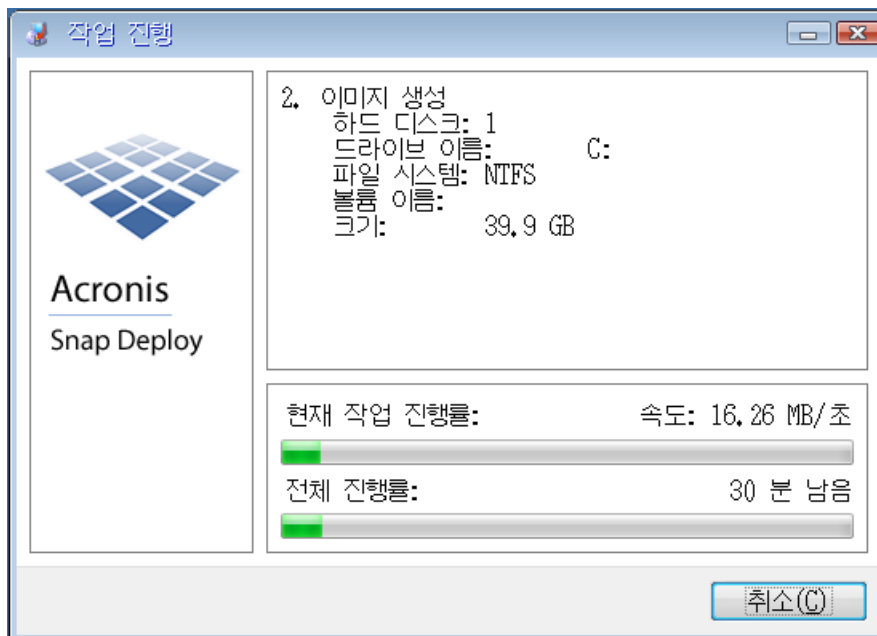 작업 진행
2. 이미지 생성
하드 디스크: 1
드라이브 이름: C:
파일 시스템: NTFS
볼륨 이름:
크기: 39.9 GB
Acronis
Snap Deploy
현재 작업 진행률: 속도: 16.26 MB/초
전체 진행률: 30 분 남음
취소(C)